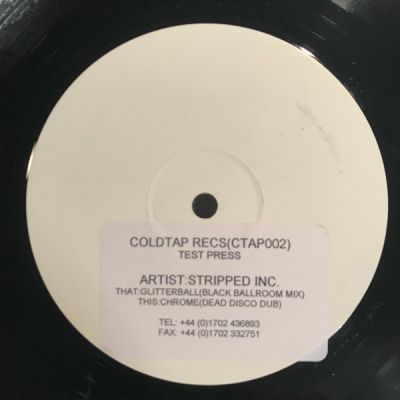 COLDTAP RECS(CTAP002)
TEST PRESS
ARTIST:STRIPPED INC.
THAT:GLITTERBALL(BLACK BALLROOM MIX)
THIS:CHROME(DEAD DISCO DUB)
TEL: +44 (0)1702 436893
FAX: +44 (0)1702 332751